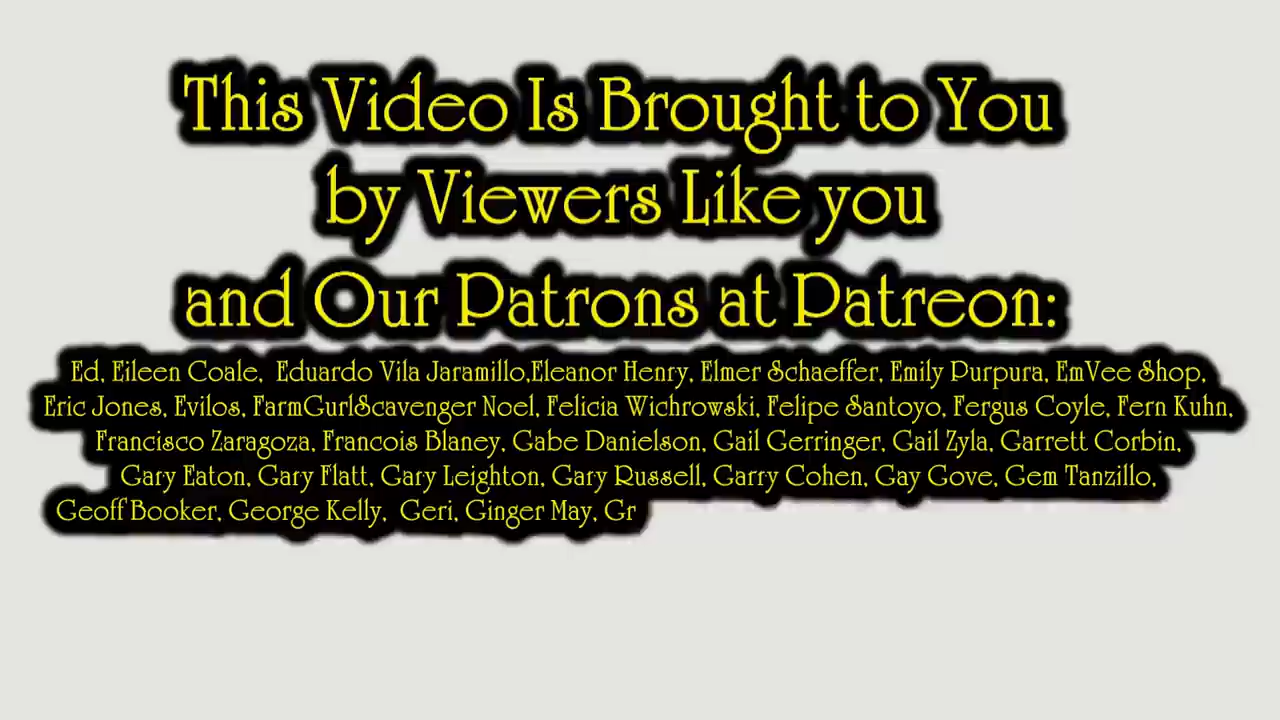 This Video Is Brought to You
by Viewers Like you
and Our Patrons at Patreon:
Ed, Eileen Coale,  Eduardo Vila Jaramillo,Eleanor Henry, Elmer Schaeffer, Emily Purpura, EmVee Shop,
Eric Jones, Evilos, FarmGurlScavenger Noel, Felicia Wichrowski, Felipe Santoyo, Fergus Coyle, Fern Kuhn,
Francisco Zaragoza, Francois Blaney, Gabe Danielson, Gail Gerringer, Gail Zyla, Garrett Corbin,
Gary Eaton, Gary Flatt, Gary Leighton, Gary Russell, Garry Cohen, Gay Gove, Gem Tanzillo,
Geoff Booker, George Kelly,  Geri, Ginger May, Gr